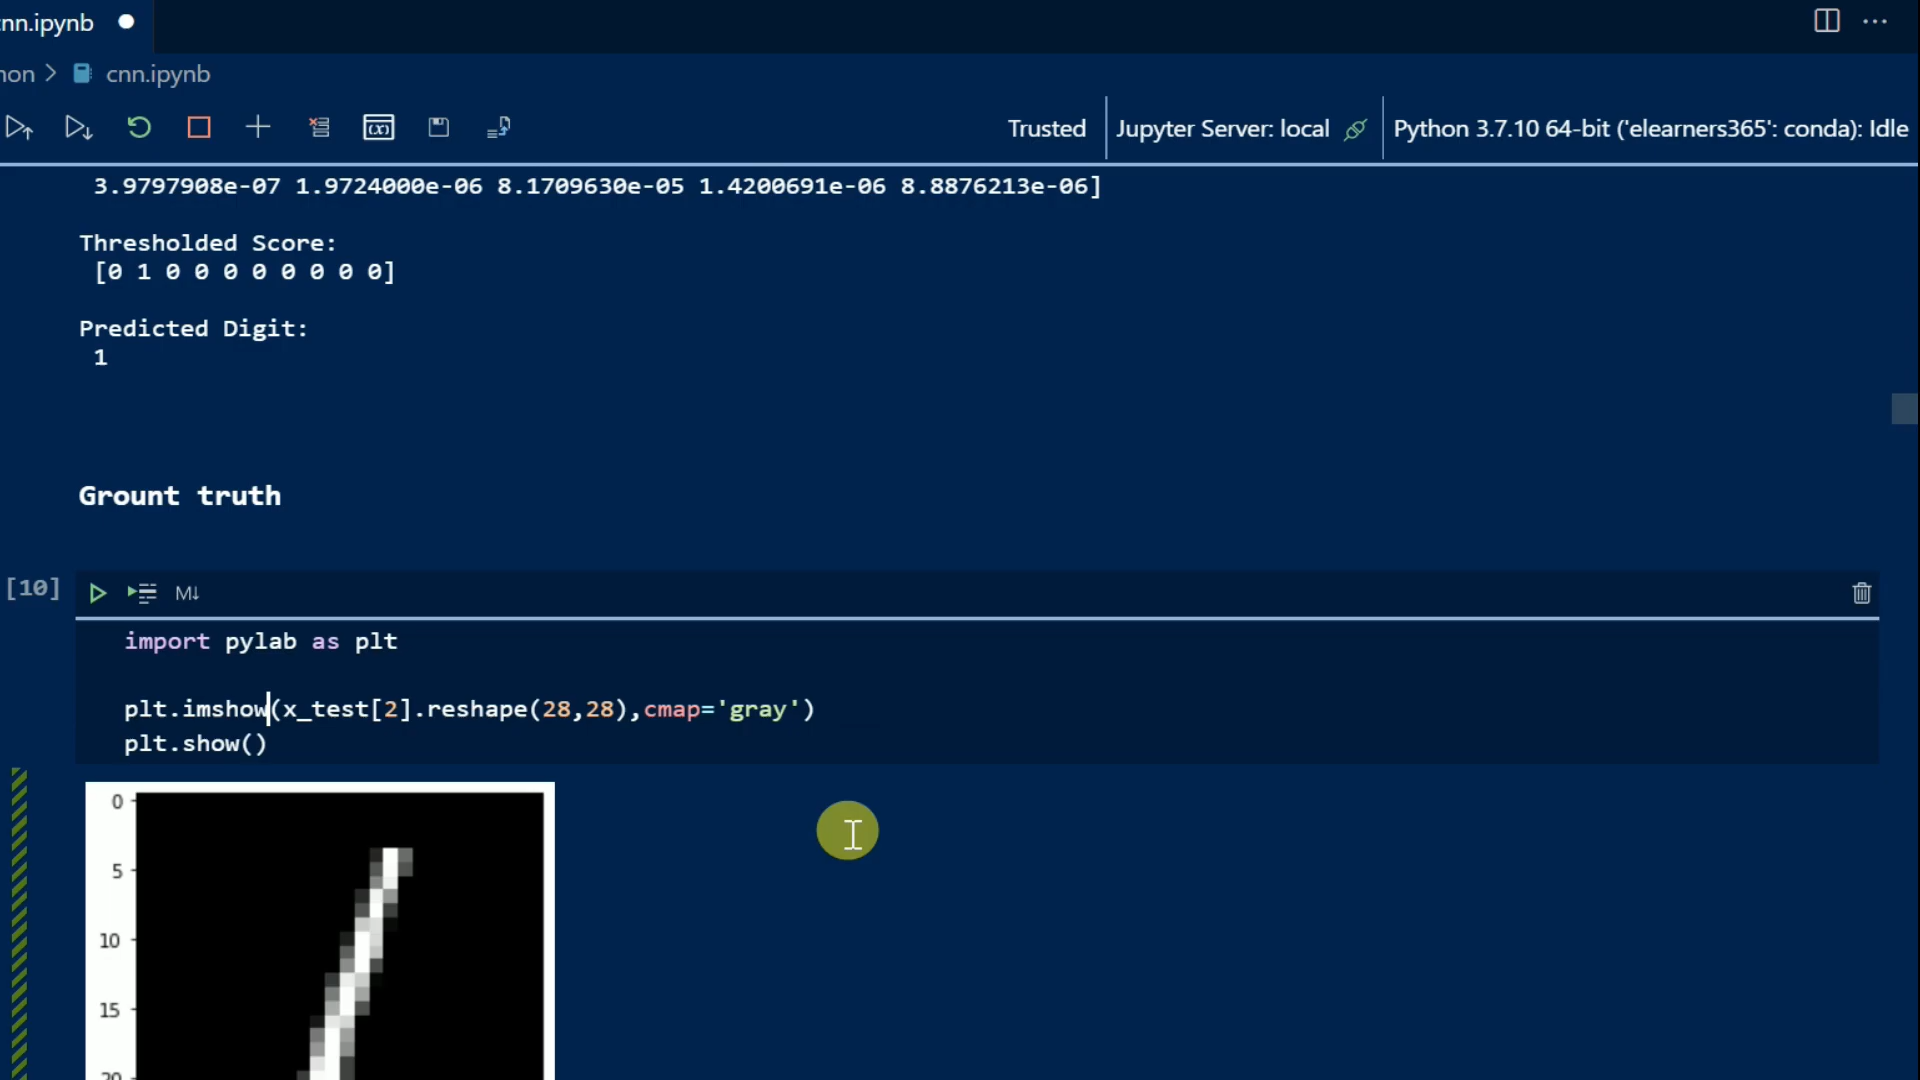 nn.ipynb
non > cnn.ipynb
(x)
Trusted
Jupyter Server: local
Python 3.7.10 64-bit ('elearners365': conda): Idle
3.9797908e-07 1.9724000e-06 8.1709630e-05 1.4200691e-06 8.8876213e-06]
Thresholded Score:
[0 1 0 0 0 0 0 0 0 0]
Predicted Digit:
1
Grount truth
[10]
M↓
import pylab as plt
plt.imshow(x_test[2].reshape(28,28),cmap='gray')
plt.show()
0
5
10
15
20